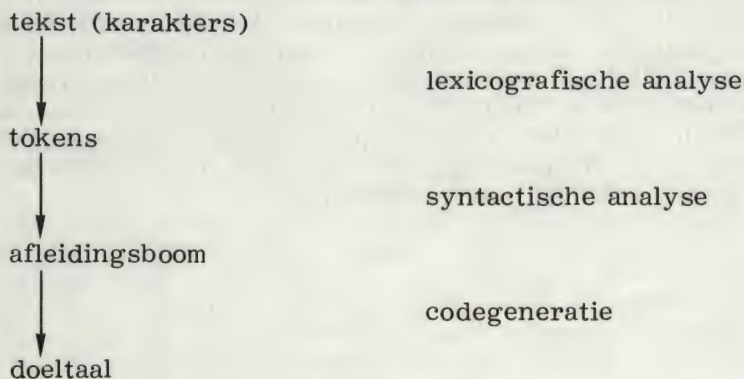 tekst (karakters)
lexicografische analyse
tokens
syntactische analyse
afleidingsboom
codegeneratie
doeltaal